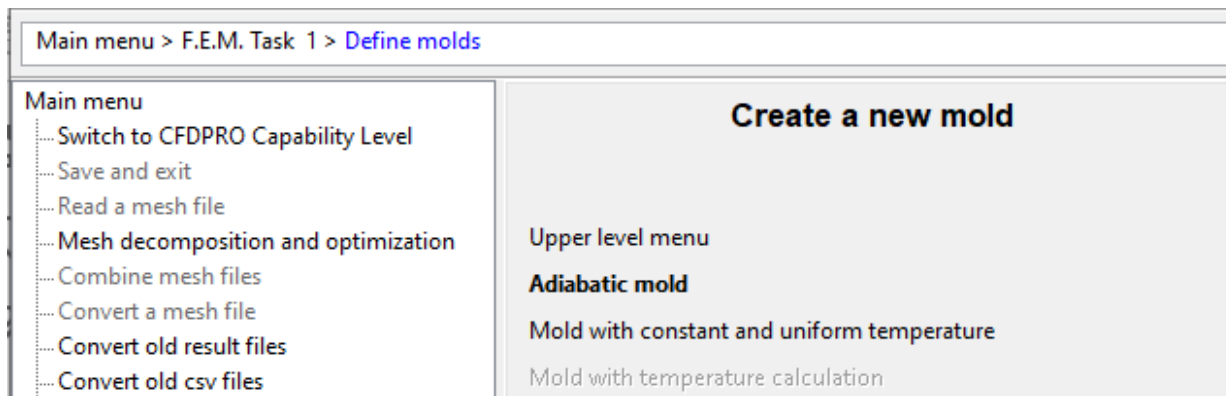 Main menu > F.E.M. Task 1 > Define molds
Main menu
Switch to CFDPRO Capability Level
Save and exit
Read a mesh file
Mesh decomposition and optimization
Combine mesh files
Convert a mesh file
Convert old result files
Convert old csv files
Create a new mold
Upper level menu
Adiabatic mold
Mold with constant and uniform temperature
Mold with temperature calculation